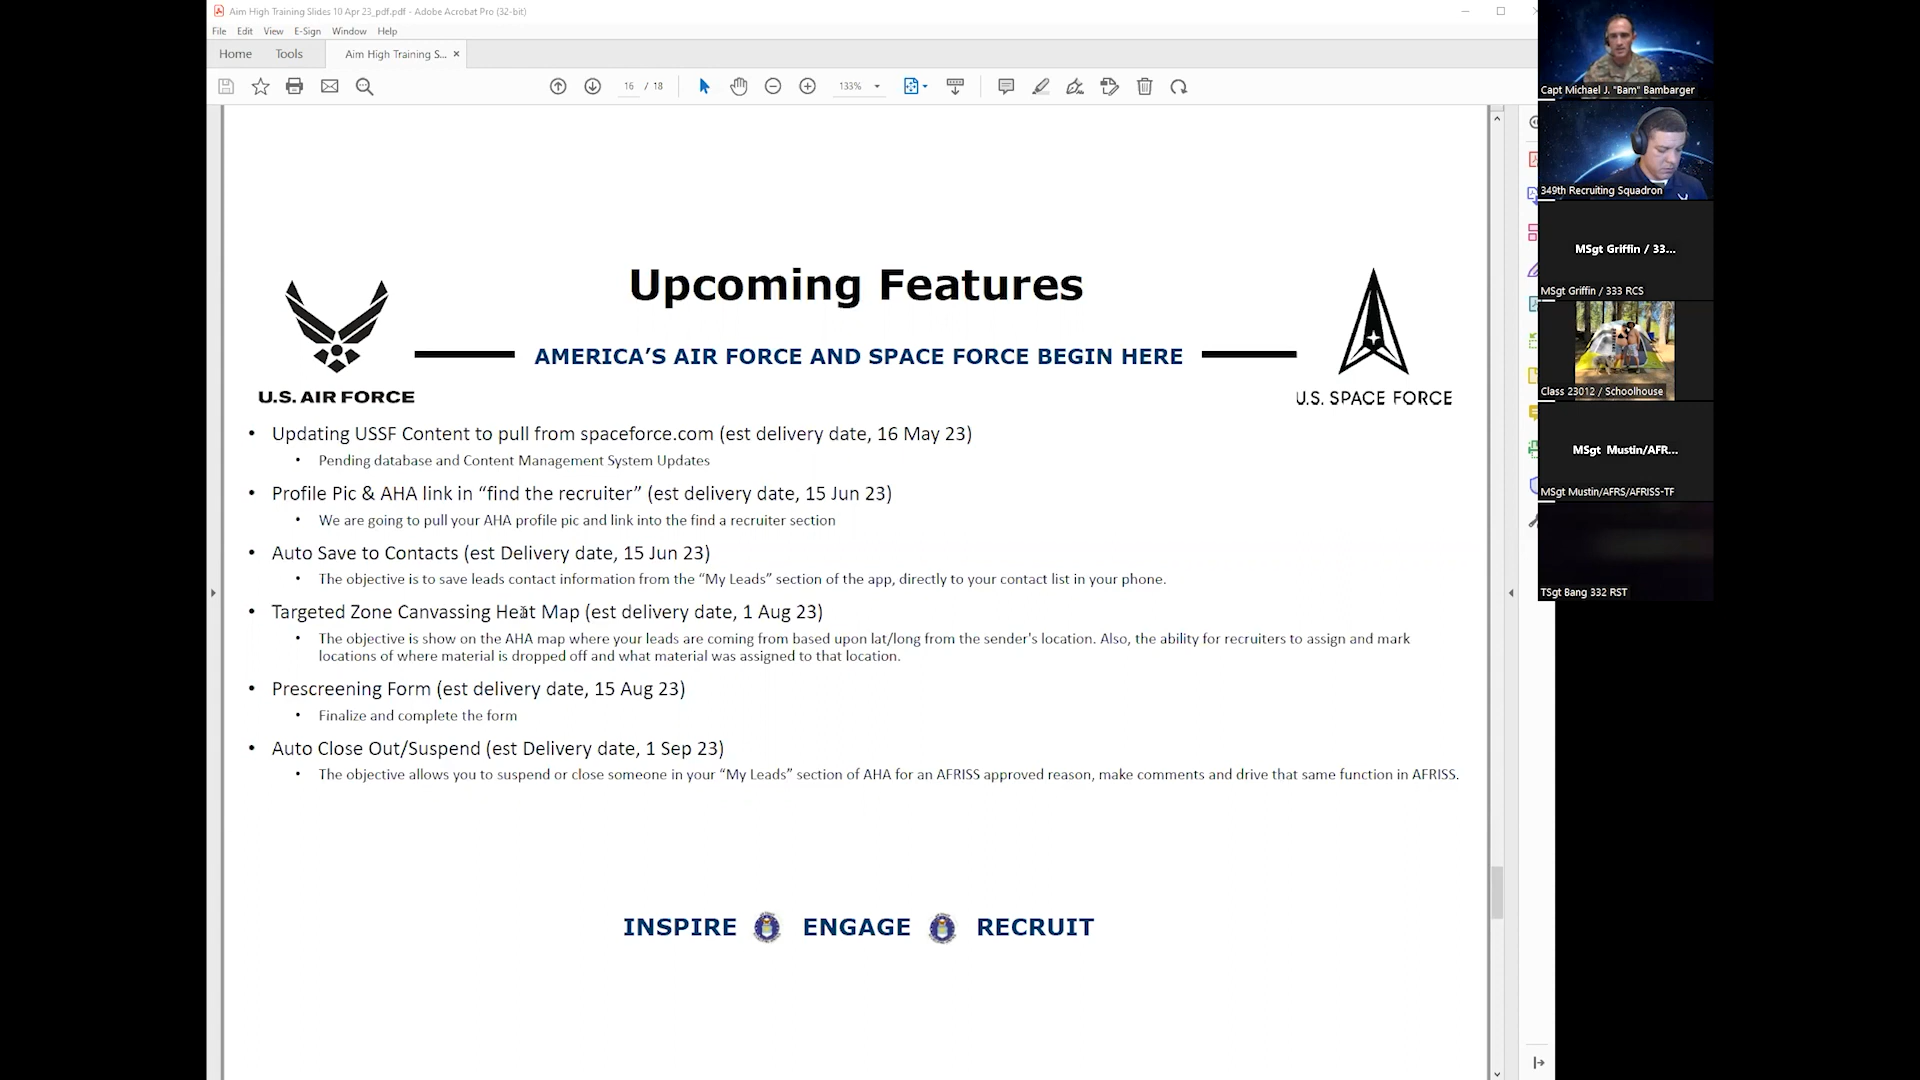 Aim High Training Slides 10 Apr 23_pdf.pdf - Adobe Acrobat Pro (32-bit)
File Edit View E-Sign Window Help
Home Tools Aim High Training S... ×
16 / 18 133%
Upcoming Features
AMERICA’S AIR FORCE AND SPACE FORCE BEGIN HERE
U.S. AIR FORCE
U.S. SPACE FORCE
• Updating USSF Content to pull from spaceforce.com (est delivery date, 16 May 23)
• Pending database and Content Management System Updates
• Profile Pic & AHA link in “find the recruiter” (est delivery date, 15 Jun 23)
• We are going to pull your AHA profile pic and link into the find a recruiter section
• Auto Save to Contacts (est Delivery date, 15 Jun 23)
• The objective is to save leads contact information from the “My Leads” section of the app, directly to your contact list in your phone.
• Targeted Zone Canvassing Heat Map (est delivery date, 1 Aug 23)
• The objective is show on the AHA map where your leads are coming from based upon lat/long from the sender's location. Also, the ability for recruiters to assign and mark
locations of where material is dropped off and what material was assigned to that location.
• Prescreening Form (est delivery date, 15 Aug 23)
• Finalize and complete the form
• Auto Close Out/Suspend (est Delivery date, 1 Sep 23)
• The objective allows you to suspend or close someone in your “My Leads” section of AHA for an AFRISS approved reason, make comments and drive that same function in AFRISS.
INSPIRE ENGAGE RECRUIT
Capt Michael J. "Bam" Bambarger
349th Recruiting Squadron
MSgt Griffin / 33...
MSgt Griffin / 333 RCS
Class 23012 / Schoolhouse
MSgt Mustin/AFR...
MSgt Mustin/AFRS/AFRISS-TF
TSgt Bang 332 RST